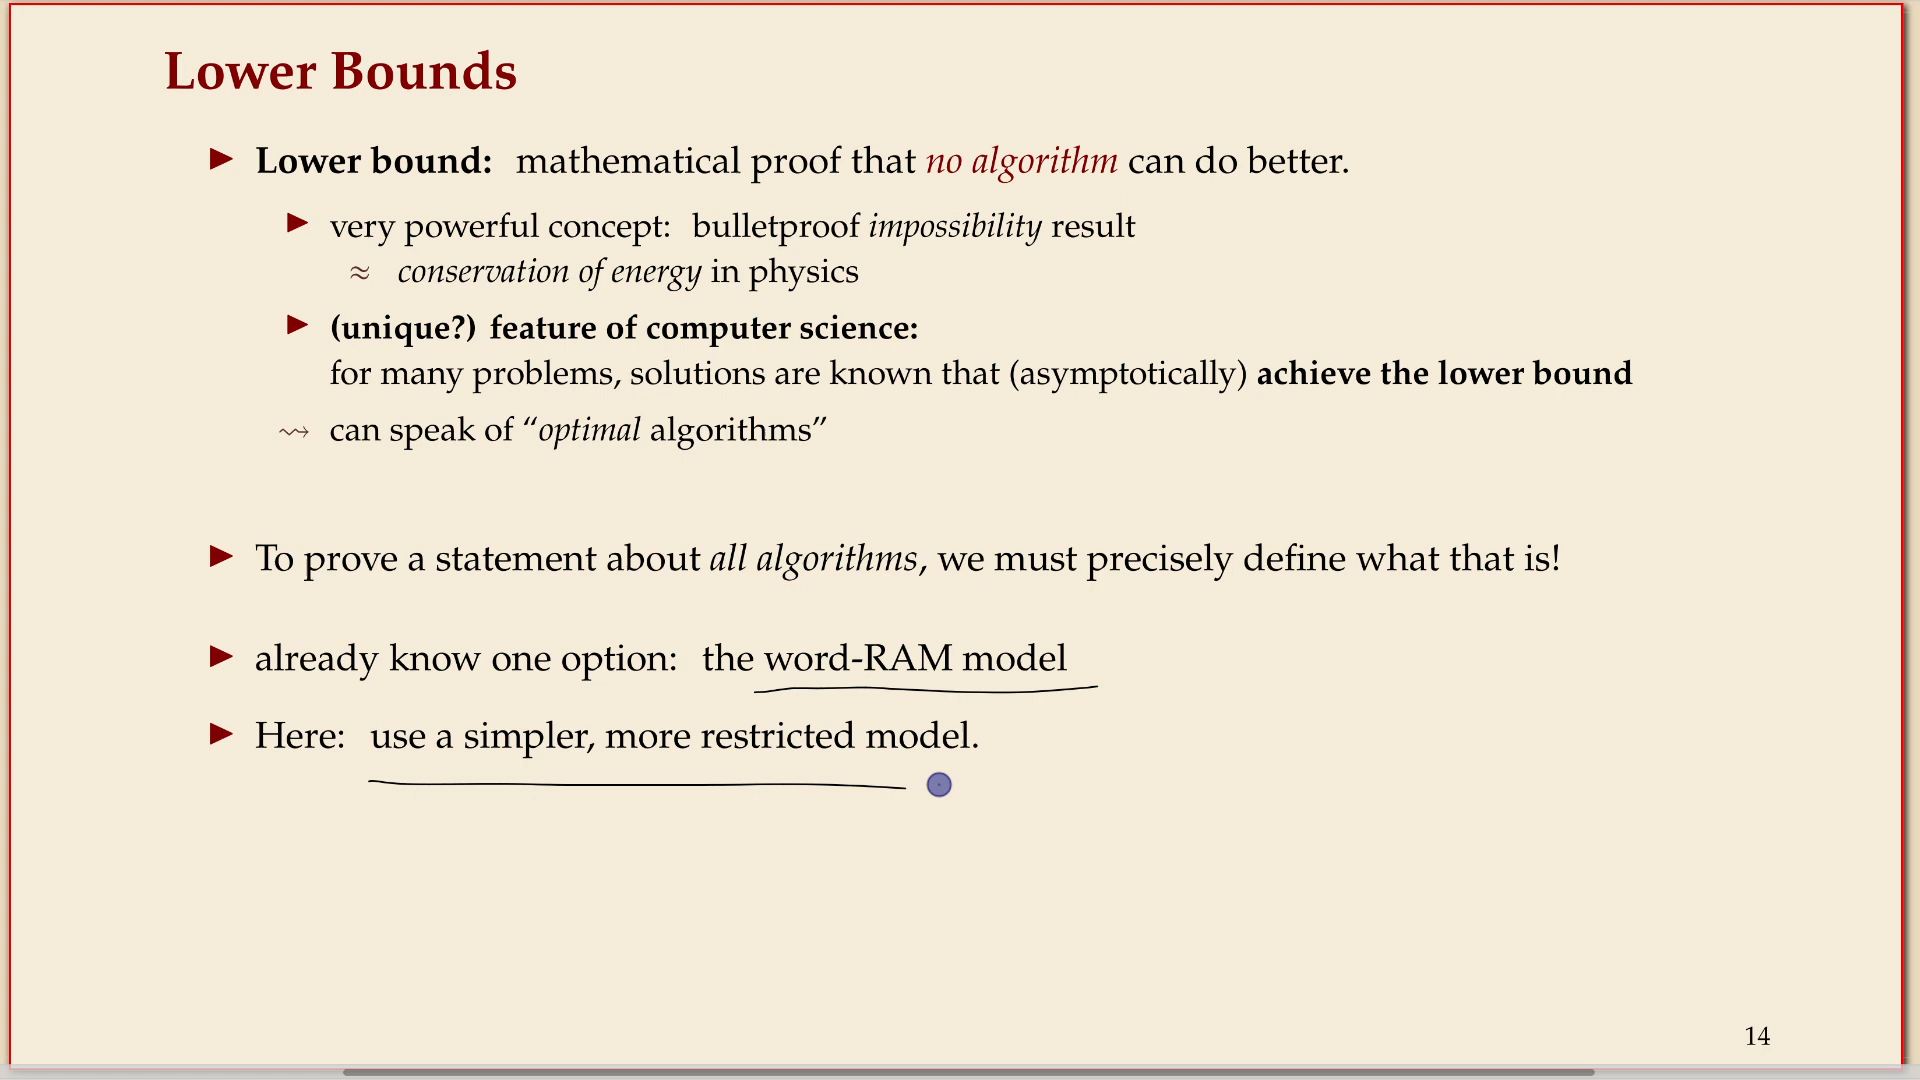 Lower Bounds
▶ Lower bound: mathematical proof that no algorithm can do better.
▶ very powerful concept: bulletproof impossibility result
≈ conservation of energy in physics
▶ (unique?) feature of computer science:
for many problems, solutions are known that (asymptotically) achieve the lower bound
⇝ can speak of “optimal algorithms”
▶ To prove a statement about all algorithms, we must precisely define what that is!
▶ already know one option: the word-RAM model
▶ Here: use a simpler, more restricted model.
14